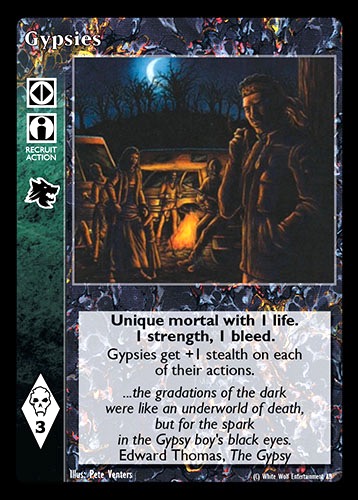 Gypsies
RECRUIT
ACTION
Unique mortal with 1 life.
1 strength, 1 bleed.
Gypsies get +1 stealth on each
of their actions.
...the gradations of the dark
were like an underworld of death,
but for the spark
in the Gypsy boy's black eyes.
Edward Thomas, The Gypsy
3
Illus: Pete Venters
(C) White Wolf Entertainment AB